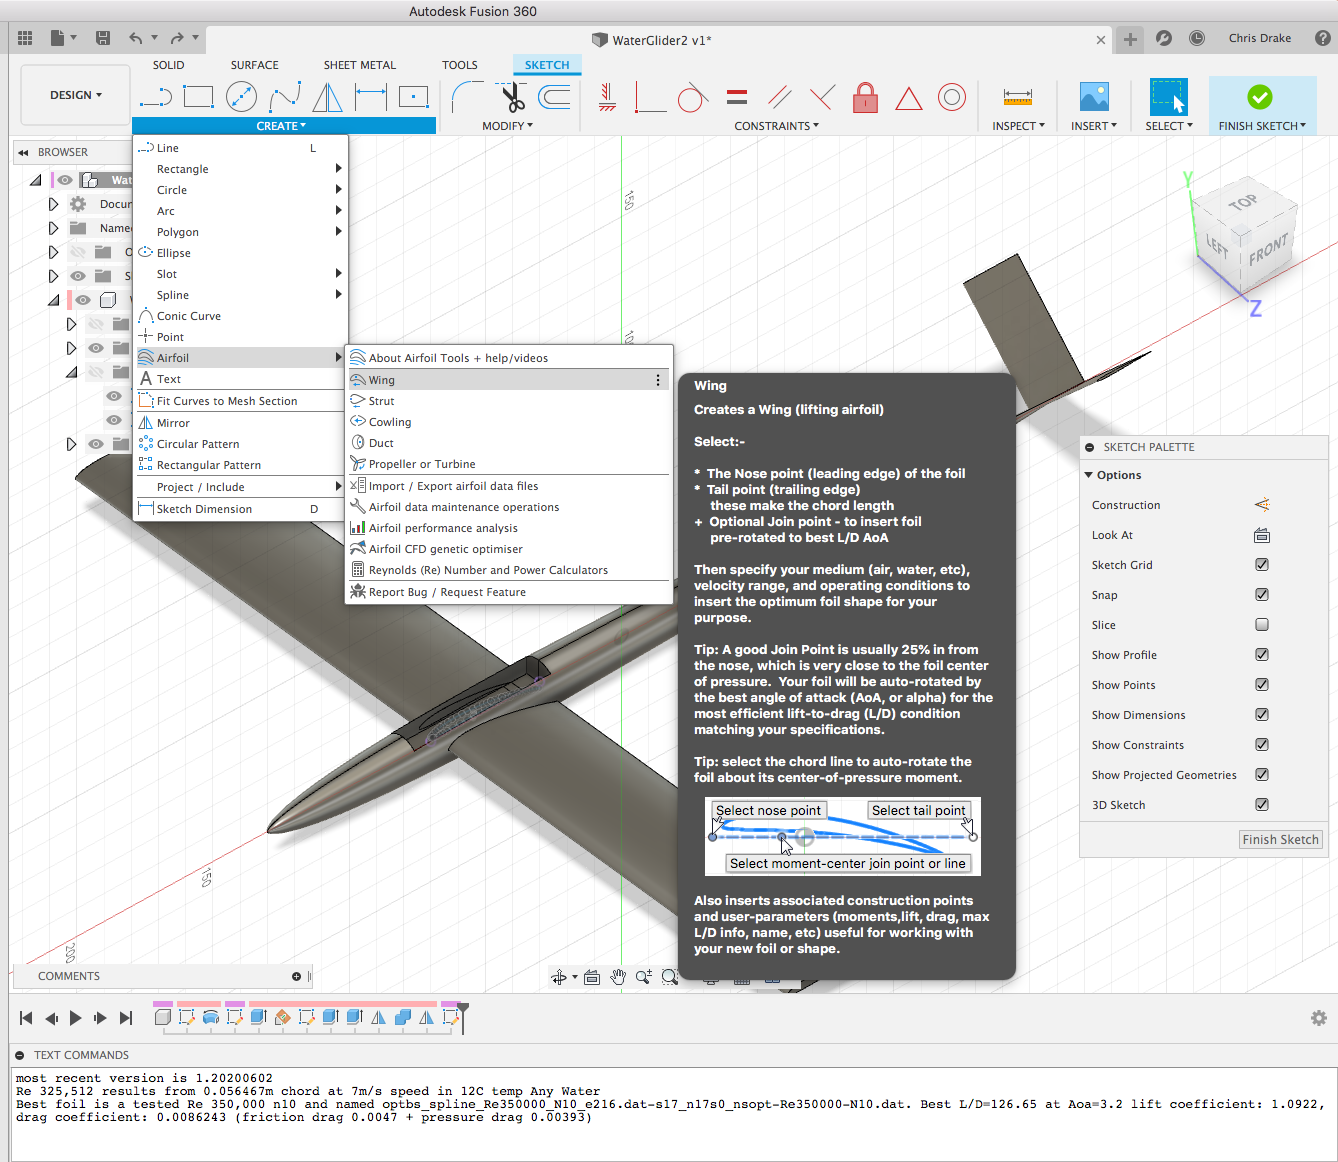 Autodesk Fusion 360
WaterGlider2 v1*
Chris Drake
SOLID
SURFACE
SHEET METAL
TOOLS
SKETCH
DESIGN
CREATE
MODIFY
CONSTRAINTS
INSPECT
INSERT
SELECT
FINISH SKETCH
BROWSER
Line L
Rectangle
Circle
Arc
Polygon
Ellipse
Slot
Spline
Conic Curve
Point
Airfoil
Text
Fit Curves to Mesh Section
Mirror
Circular Pattern
Rectangular Pattern
Project / Include
Sketch Dimension D
About Airfoil Tools + help/videos
Wing
Strut
Cowling
Duct
Propeller or Turbine
Import / Export airfoil data files
Airfoil data maintenance operations
Airfoil performance analysis
Airfoil CFD genetic optimiser
Reynolds (Re) Number and Power Calculators
Report Bug / Request Feature
Wing
Creates a Wing (lifting airfoil)
Select:-
* The Nose point (leading edge) of the foil
* Tail point (trailing edge)
these make the chord length
+ Optional Join point - to insert foil
pre-rotated to best L/D AoA
Then specify your medium (air, water, etc),
velocity range, and operating conditions to
insert the optimum foil shape for your
purpose.
Tip: A good Join Point is usually 25% in from
the nose, which is very close to the foil center
of pressure. Your foil will be auto-rotated by
the best angle of attack (AoA, or alpha) for the
most efficient lift-to-drag (L/D) condition
matching your specifications.
Tip: select the chord line to auto-rotate the
foil about its center-of-pressure moment.
Select nose point
Select tail point
Select moment-center join point or line
Also inserts associated construction points
and user-parameters (moments,lift, drag, max
L/D info, name, etc) useful for working with
your new foil or shape.
150
Y
TOP
LEFT
FRONT
Z
SKETCH PALETTE
Options
Construction
Look At
Sketch Grid
Snap
Slice
Show Profile
Show Points
Show Dimensions
Show Constraints
Show Projected Geometries
3D Sketch
Finish Sketch
150
200
COMMENTS
TEXT COMMANDS
most recent version is 1.20200602
Re 325,512 results from 0.056467m chord at 7m/s speed in 12C temp Any Water
Best foil is a tested Re 350,000 n10 and named optbs_spline_Re350000_N10_e216.dat-s17_n17s0_nsopt-Re350000-N10.dat. Best L/D=126.65 at Aoa=3.2 lift coefficient: 1.0922,
drag coefficient: 0.0086243 (friction drag 0.0047 + pressure drag 0.00393)